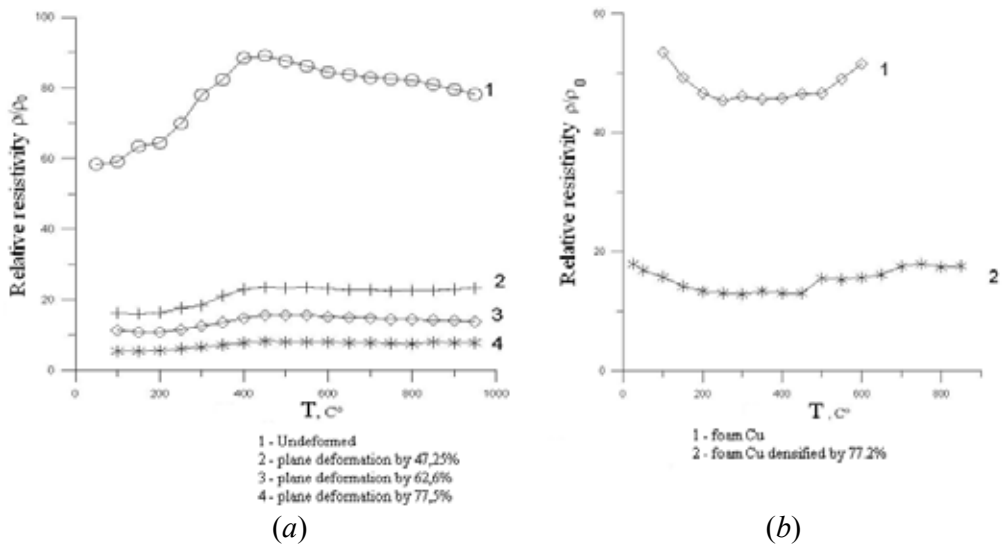 100
80
60
40
20
0
Relative resistivity ρ/ρ₀
1
2
3
4
0 200 400 600 800 1000
T, C°
1 - Undeformed
2 - plane deformation by 47,25%
3 - plane deformation by 62,6%
4 - plane deformation by 77,5%
(a)
60
40
20
0
Relative resistivity ρ/ρ₀
1
2
0 200 400 600 800
T, C°
1 - foam Cu
2 - foam Cu densified by 77.2%
(b)